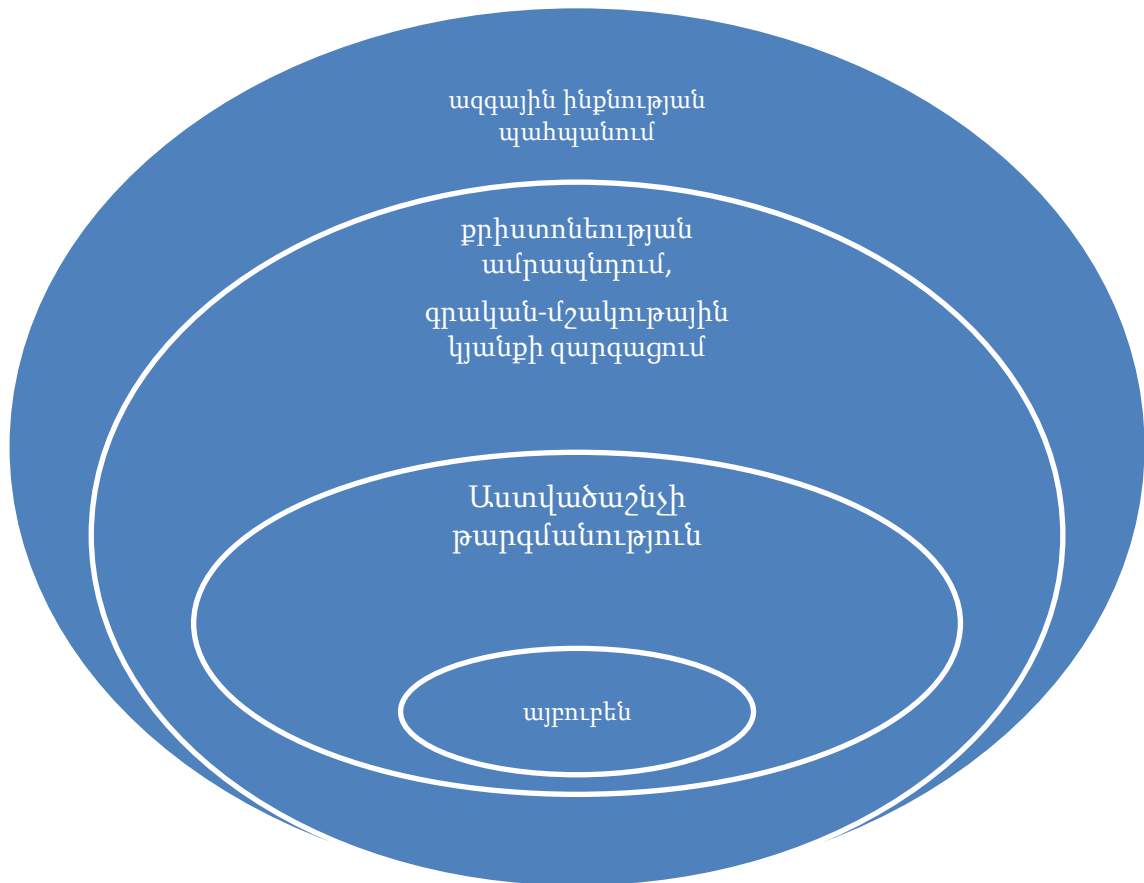 ազգային ինքնության
պահպանում
քրիստոնեության
ամրապնդում,
գրական-մշակութային
կյանքի զարգացում
Աստվածաշնչի
թարգմանություն
այբուբեն